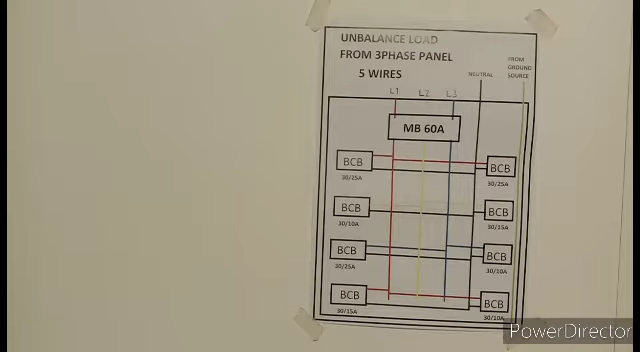 UNBALANCE LOAD
FROM 3PHASE PANEL
5 WIRES
NEUTRAL
FROM
GROUND
SOURCE
L1 L2 L3
MB 60A
BCB
30/25A
BCB
30/25A
BCB
30/10A
BCB
30/15A
BCB
30/25A
BCB
30/10A
BCB
30/15A
BCB
30/10A
PowerDirector